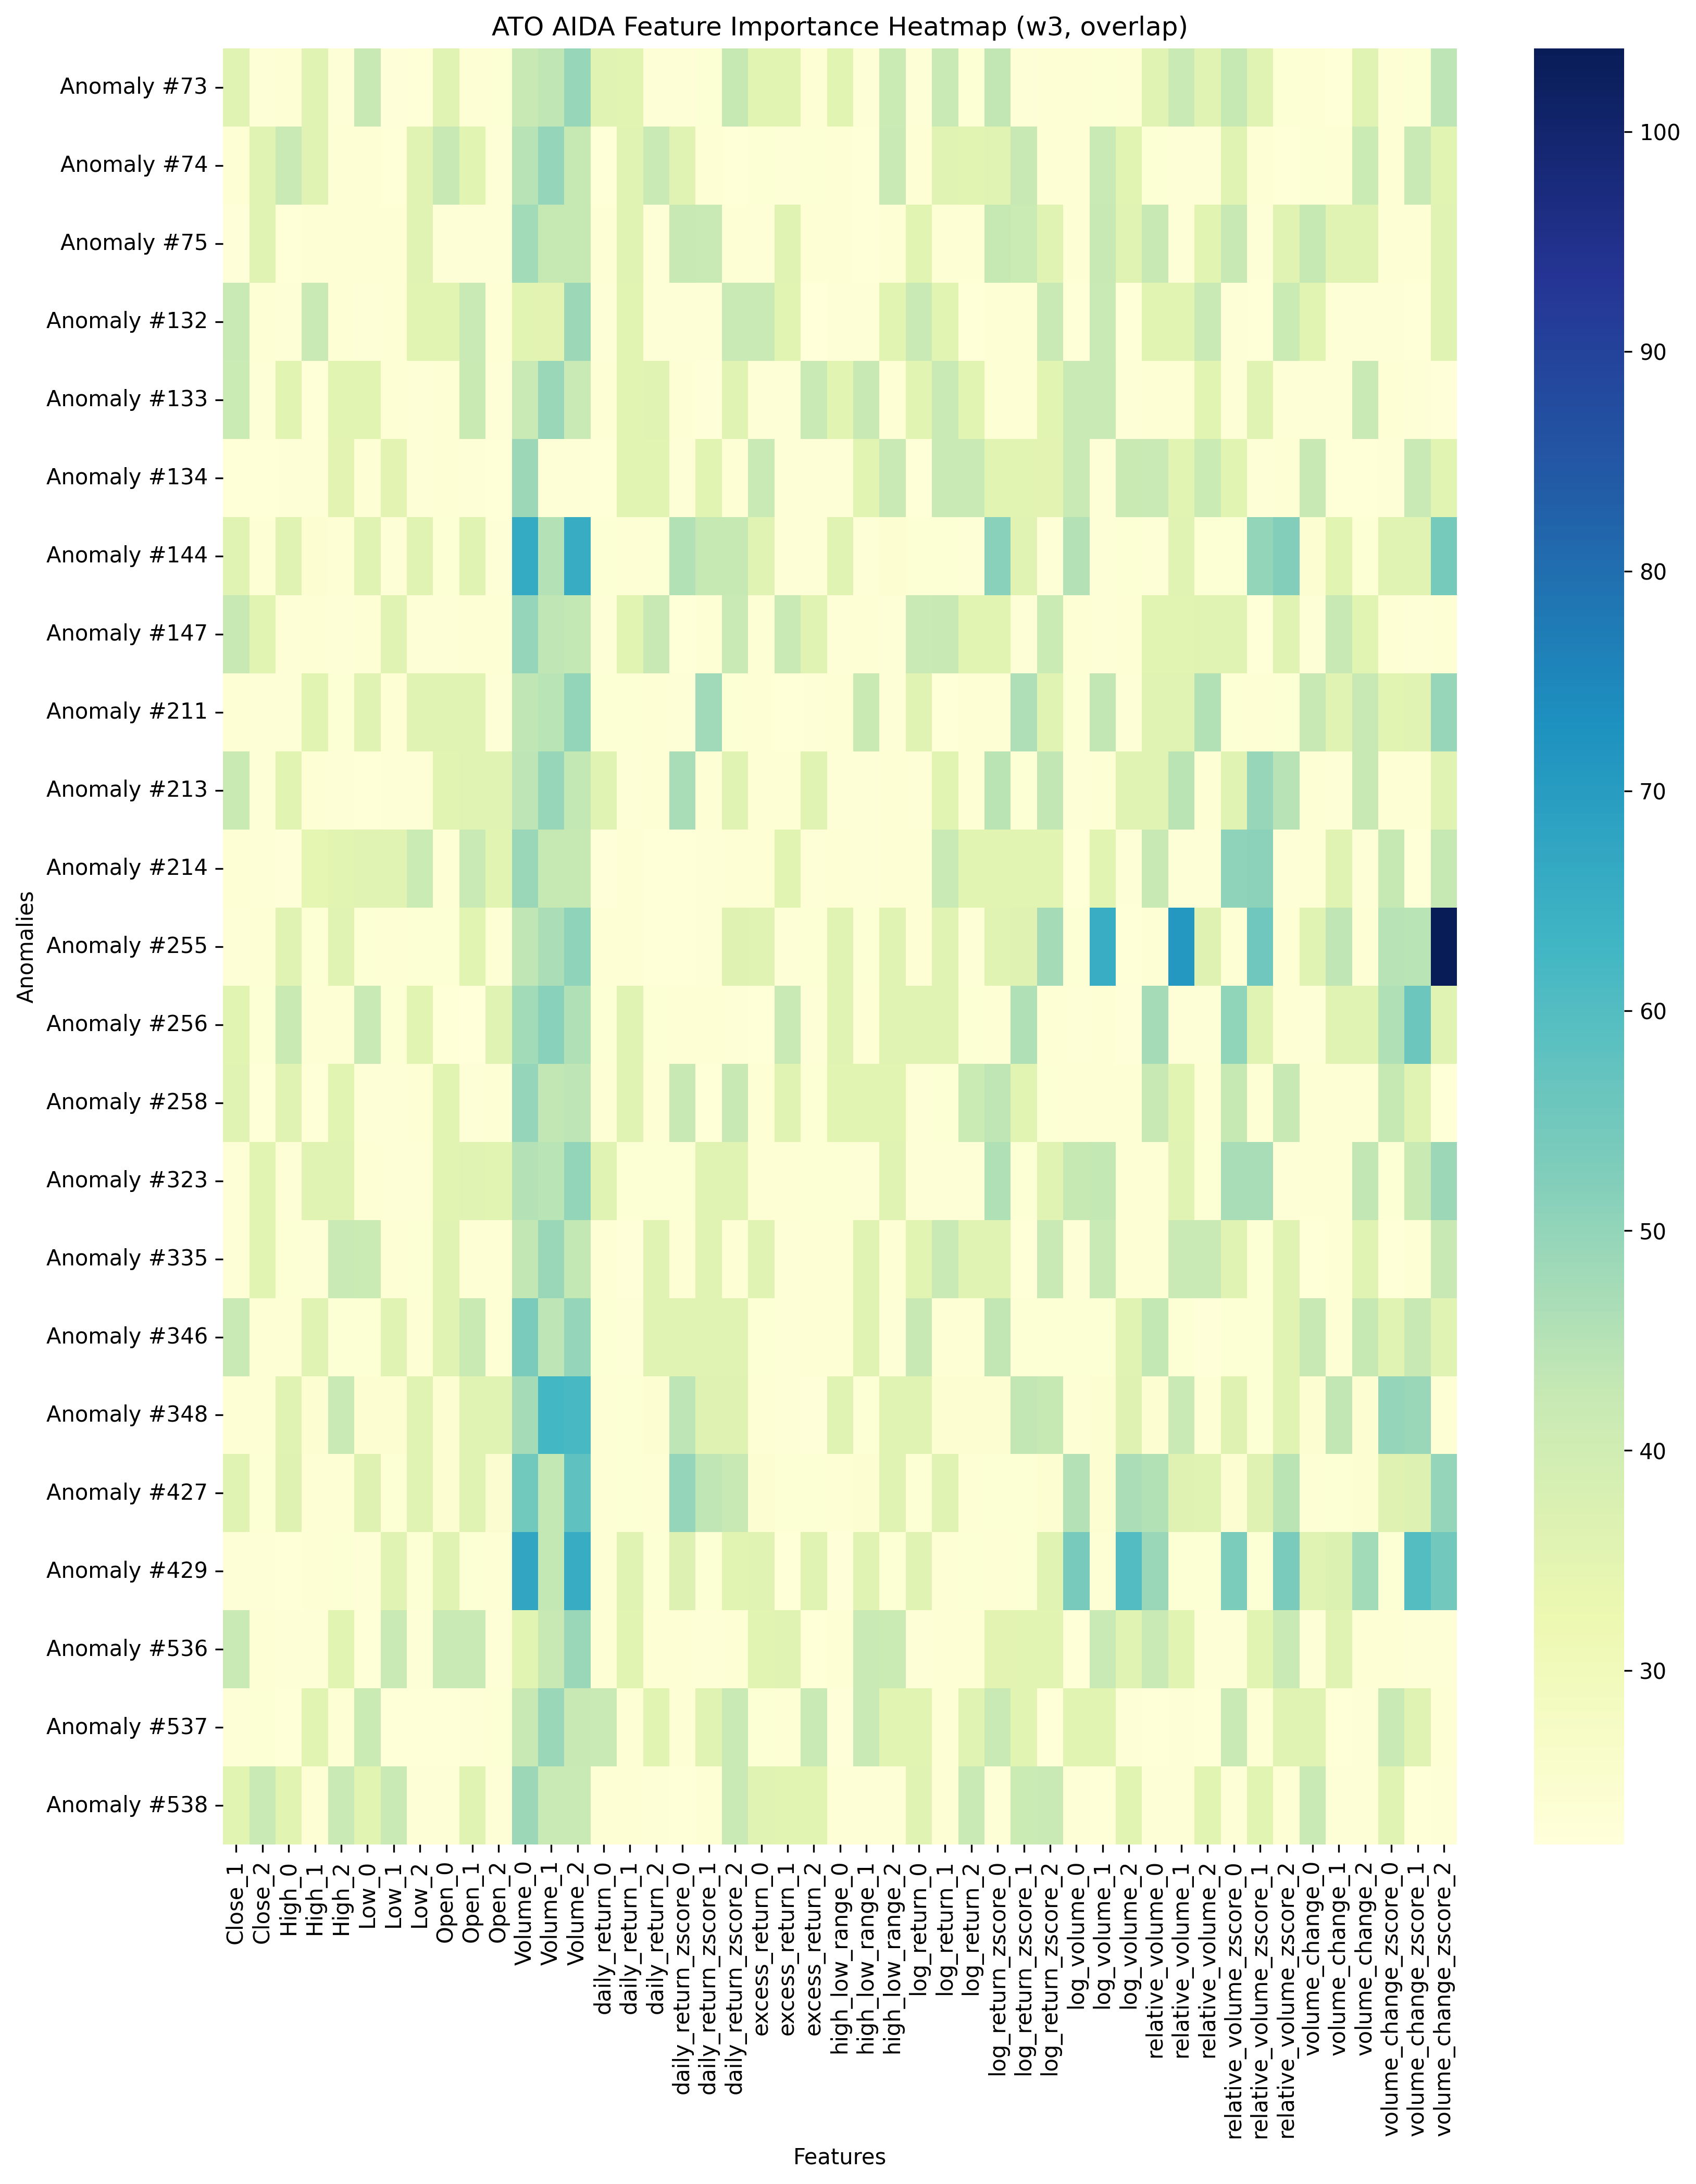 ATO AIDA Feature Importance Heatmap (w3, overlap)
Anomalies
Anomaly #73
Anomaly #74
Anomaly #75
Anomaly #132
Anomaly #133
Anomaly #134
Anomaly #144
Anomaly #147
Anomaly #211
Anomaly #213
Anomaly #214
Anomaly #255
Anomaly #256
Anomaly #258
Anomaly #323
Anomaly #335
Anomaly #346
Anomaly #348
Anomaly #427
Anomaly #429
Anomaly #536
Anomaly #537
Anomaly #538
Close_1
Close_2
High_0
High_1
High_2
Low_0
Low_1
Low_2
Open_0
Open_1
Open_2
Volume_0
Volume_1
Volume_2
daily_return_0
daily_return_1
daily_return_2
daily_return_zscore_0
daily_return_zscore_1
daily_return_zscore_2
excess_return_0
excess_return_1
excess_return_2
high_low_range_0
high_low_range_1
high_low_range_2
log_return_0
log_return_1
log_return_2
log_return_zscore_0
log_return_zscore_1
log_return_zscore_2
log_volume_0
log_volume_1
log_volume_2
relative_volume_0
relative_volume_1
relative_volume_2
relative_volume_zscore_0
relative_volume_zscore_1
relative_volume_zscore_2
volume_change_0
volume_change_1
volume_change_2
volume_change_zscore_0
volume_change_zscore_1
volume_change_zscore_2
Features
100
90
80
70
60
50
40
30